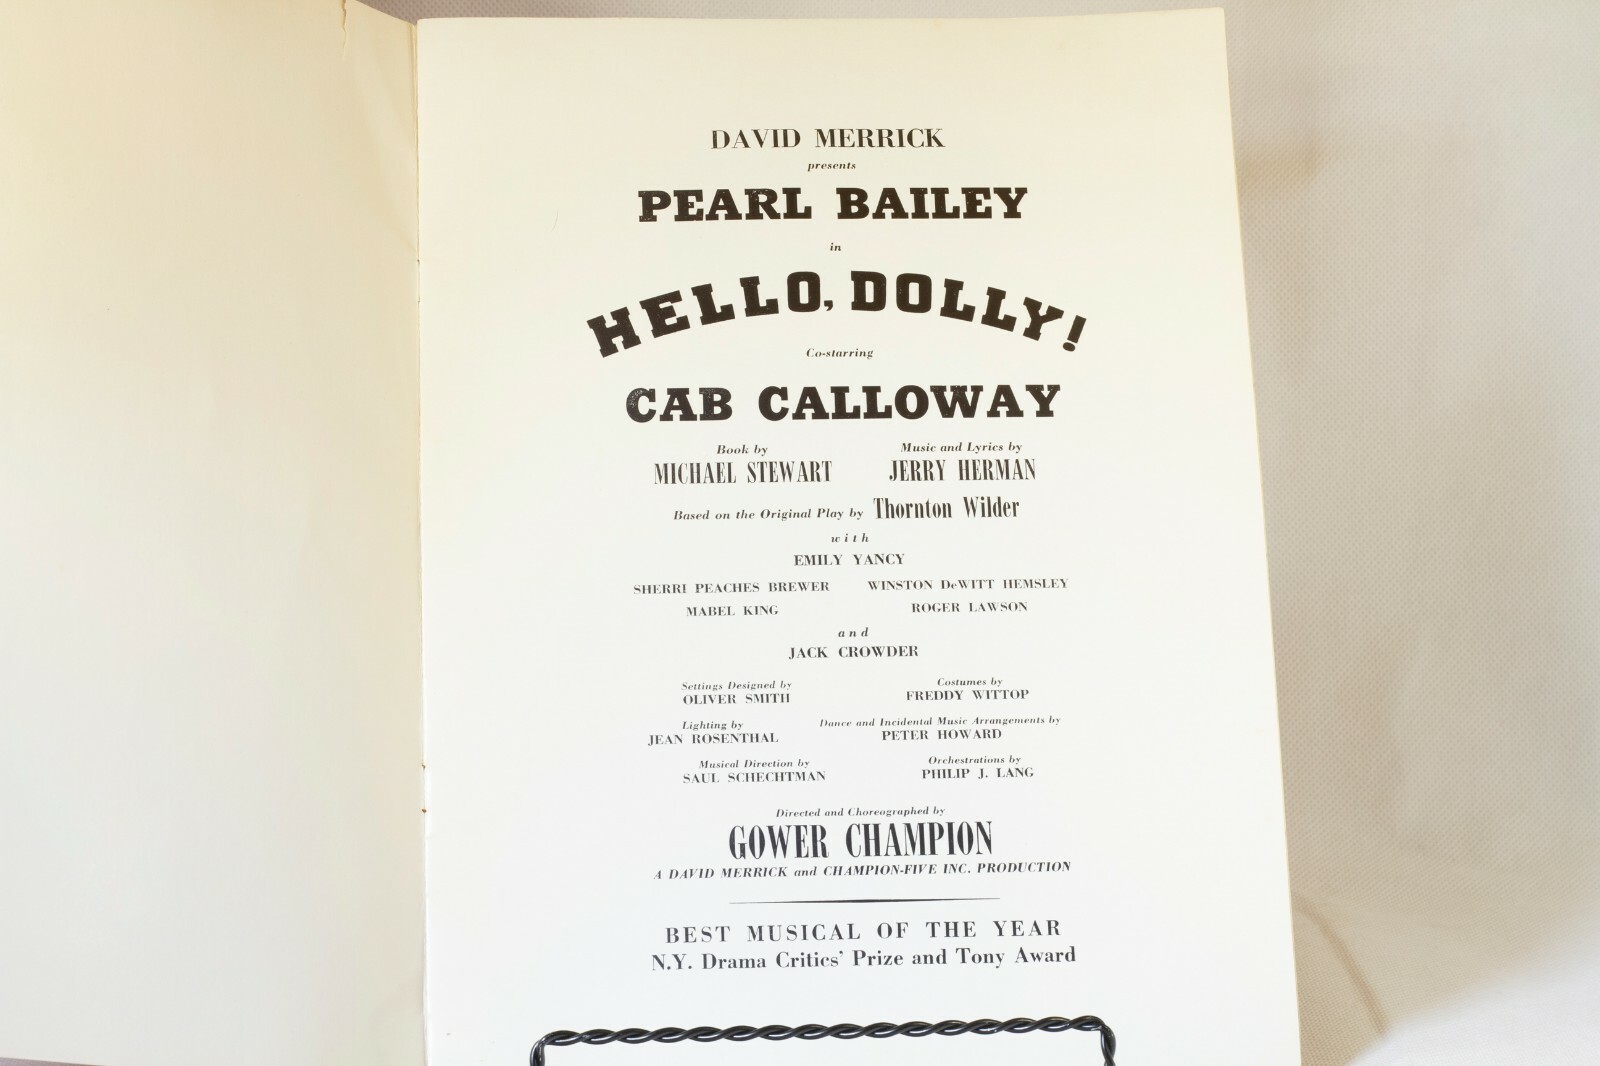 DAVID MERRICK
presents
PEARL BAILEY
in
HELLO, DOLLY!
Co-starring
CAB CALLOWAY
Book by Music and Lyrics by
MICHAEL STEWART JERRY HERMAN
Based on the Original Play by Thornton Wilder
with
EMILY YANCY
SHERRI PEACHES BREWER WINSTON DeWITT HEMSLEY
MABEL KING ROGER LAWSON
and
JACK CROWDER
Settings Designed by Costumes by
OLIVER SMITH FREDDY WITTOP
Lighting by Dance and Incidental Music Arrangements by
JEAN ROSENTHAL PETER HOWARD
Musical Direction by Orchestrations by
SAUL SCHECHTMAN PHILIP J. LANG
Directed and Choreographed by
GOWER CHAMPION
A DAVID MERRICK and CHAMPION-FIVE INC. PRODUCTION
BEST MUSICAL OF THE YEAR
N.Y. Drama Critics' Prize and Tony Award